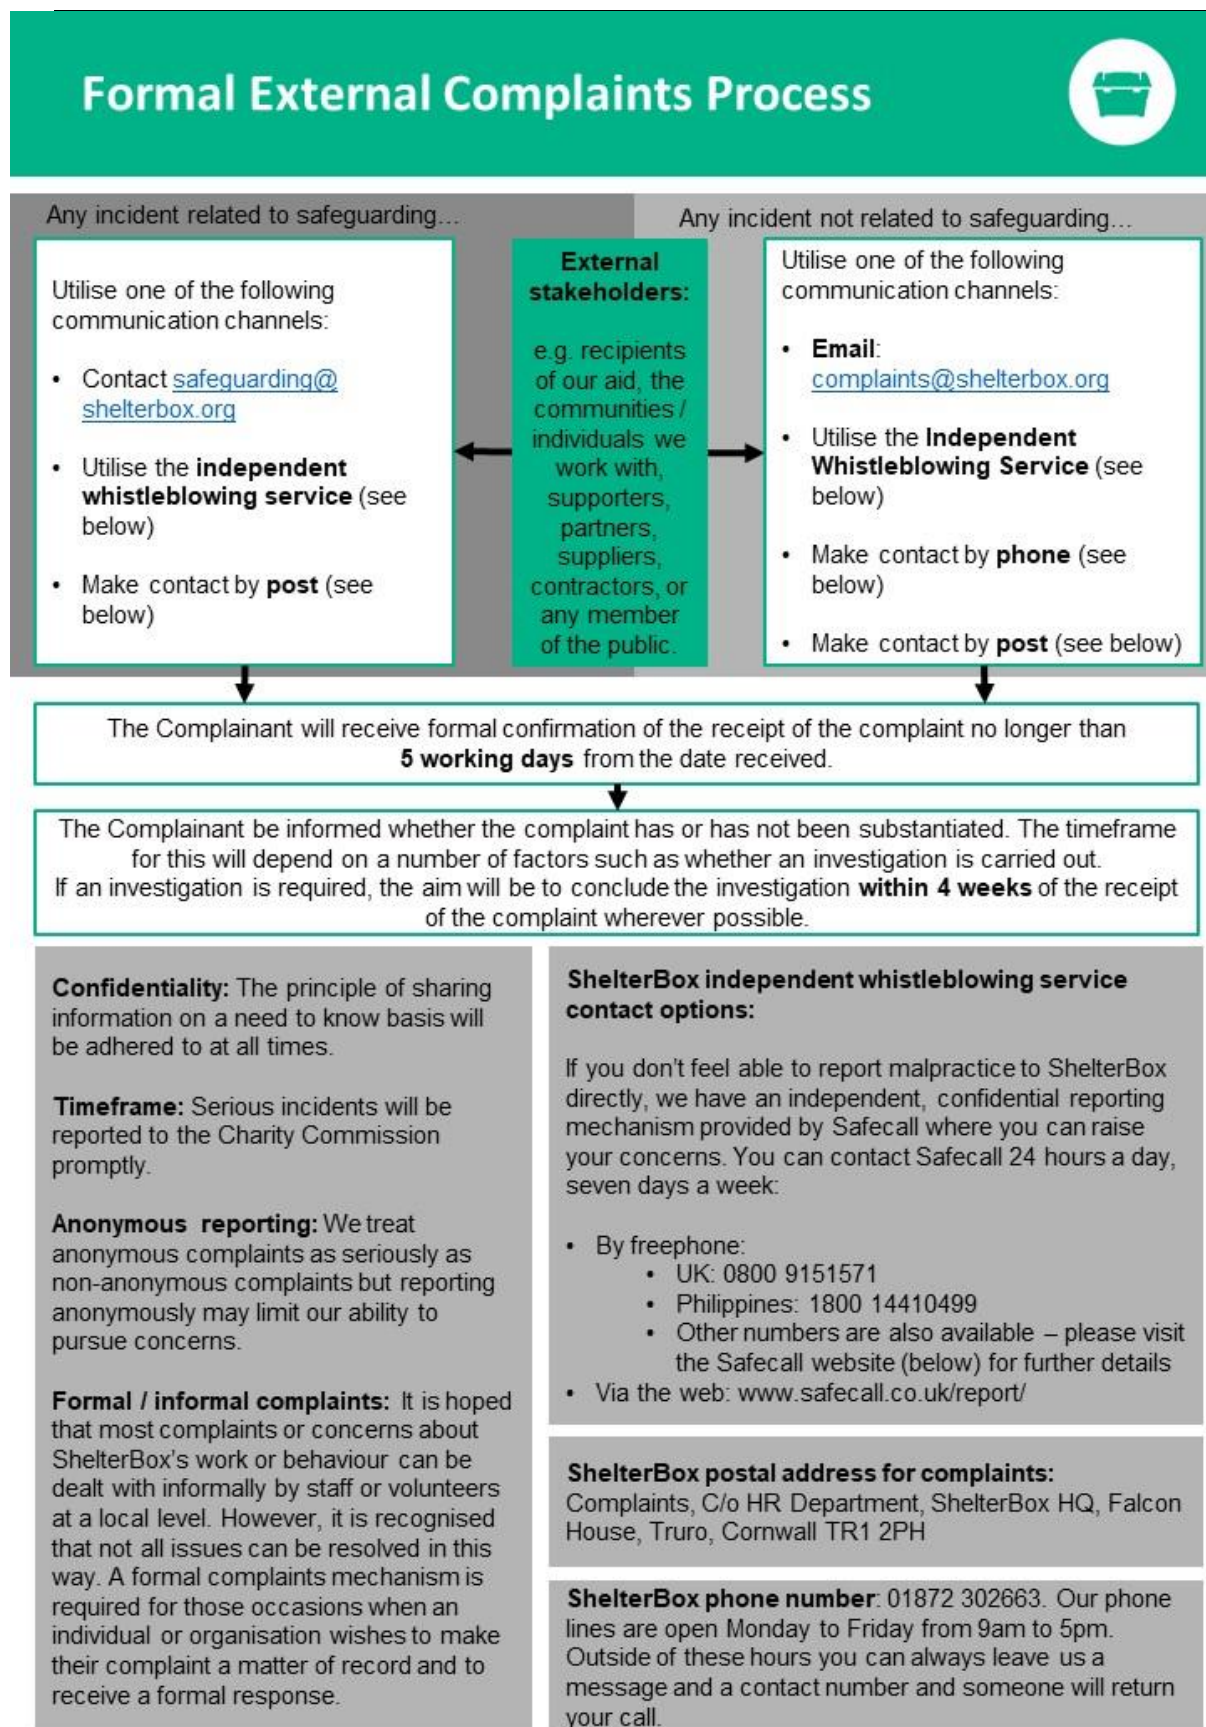 Formal External Complaints Process
Any incident related to safeguarding...
Utilise one of the following
communication channels:
• Contact safeguarding@
shelterbox.org
• Utilise the independent
whistleblowing service (see
below)
• Make contact by post (see
below)
External
stakeholders:
e.g. recipients
of our aid, the
communities /
individuals we
work with,
supporters,
partners,
suppliers,
contractors, or
any member
of the public.
Any incident not related to safeguarding...
Utilise one of the following
communication channels:
• Email:
complaints@shelterbox.org
• Utilise the Independent
Whistleblowing Service (see
below)
• Make contact by phone (see
below)
• Make contact by post (see below)
The Complainant will receive formal confirmation of the receipt of the complaint no longer than
5 working days from the date received.
The Complainant be informed whether the complaint has or has not been substantiated. The timeframe
for this will depend on a number of factors such as whether an investigation is carried out.
If an investigation is required, the aim will be to conclude the investigation within 4 weeks of the receipt
of the complaint wherever possible.
Confidentiality: The principle of sharing
information on a need to know basis will
be adhered to at all times.
Timeframe: Serious incidents will be
reported to the Charity Commission
promptly.
Anonymous reporting: We treat
anonymous complaints as seriously as
non-anonymous complaints but reporting
anonymously may limit our ability to
pursue concerns.
Formal / informal complaints: It is hoped
that most complaints or concerns about
ShelterBox's work or behaviour can be
dealt with informally by staff or volunteers
at a local level. However, it is recognised
that not all issues can be resolved in this
way. A formal complaints mechanism is
required for those occasions when an
individual or organisation wishes to make
their complaint a matter of record and to
receive a formal response.
ShelterBox independent whistleblowing service
contact options:
If you don't feel able to report malpractice to ShelterBox
directly, we have an independent, confidential reporting
mechanism provided by Safecall where you can raise
your concerns. You can contact Safecall 24 hours a day,
seven days a week:
• By freephone:
• UK: 0800 9151571
• Philippines: 1800 14410499
• Other numbers are also available – please visit
the Safecall website (below) for further details
• Via the web: www.safecall.co.uk/report/
ShelterBox postal address for complaints:
Complaints, C/o HR Department, ShelterBox HQ, Falcon
House, Truro, Cornwall TR1 2PH
ShelterBox phone number: 01872 302663. Our phone
lines are open Monday to Friday from 9am to 5pm.
Outside of these hours you can always leave us a
message and a contact number and someone will return
your call.